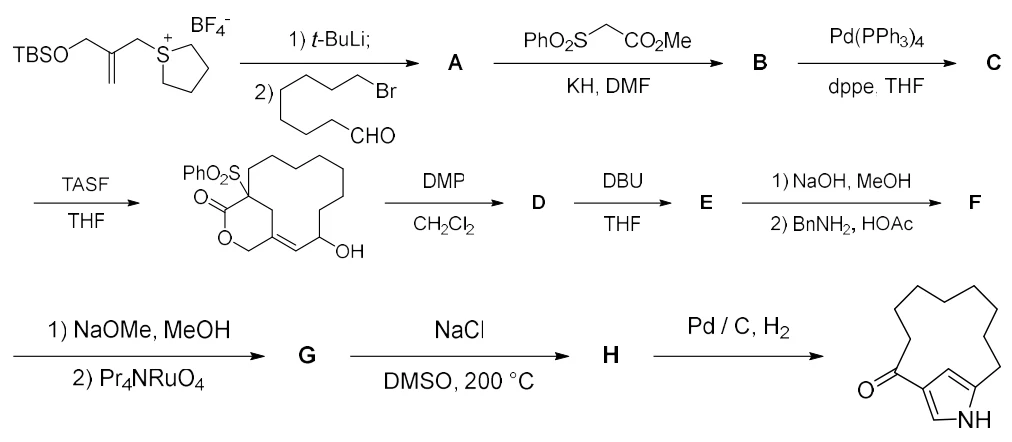 TBSO
S+
BF4-
1) t-BuLi;
2)
Br
CHO
A
PhO2S
CO2Me
KH, DMF
B
Pd(PPh3)4
dppe. THF
C
TASF
THF
PhO2S
O
O
OH
DMP
CH2Cl2
D
DBU
THF
E
1) NaOH, MeOH
2) BnNH2, HOAc
F
1) NaOMe, MeOH
2) Pr4NRuO4
G
NaCl
DMSO, 200 °C
H
Pd / C, H2
O
NH